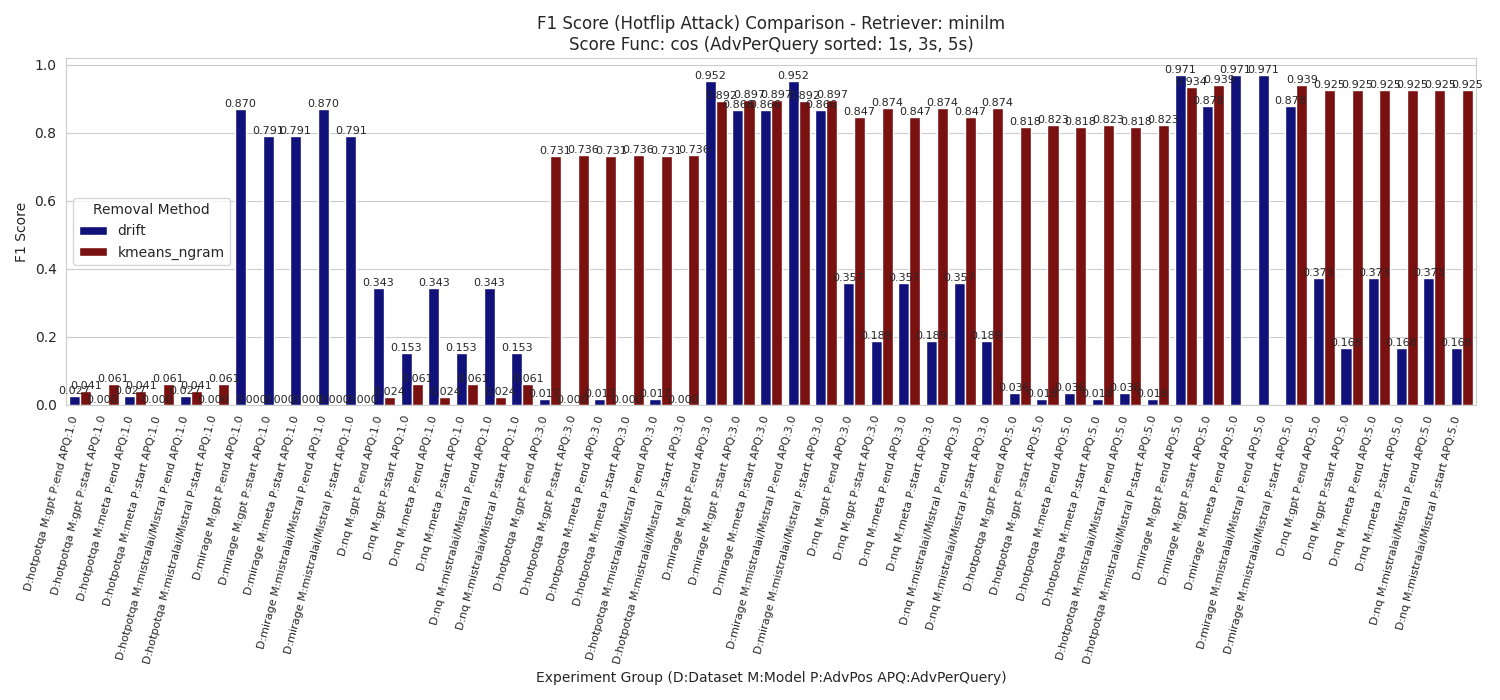 F1 Score (Hotflip Attack) Comparison - Retriever: minilm
Score Func: cos (AdvPerQuery sorted: 1s, 3s, 5s)
F1 Score
1.0
0.8
0.6
0.4
0.2
0.0
Removal Method
drift
kmeans_ngram
0.041
0.061
0.041
0.061
0.041
0.061
0.870
0.791
0.791
0.870
0.791
0.343
0.153
0.343
0.153
0.343
0.153
0.061
0.731
0.736
0.731
0.736
0.731
0.736
0.952
0.897
0.952
0.897
0.847
0.874
0.847
0.874
0.847
0.874
0.818
0.823
0.818
0.823
0.818
0.823
0.971
0.939
0.971
0.971
0.939
0.925
0.925
0.925
0.925
0.925
0.925
D:hotpotqa M:gpt P:end APQ:1.0
D:hotpotqa M:gpt P:start APQ:1.0
D:hotpotqa M:meta P:end APQ:1.0
D:hotpotqa M:meta P:start APQ:1.0
D:hotpotqa M:mistralai/Mistral P:end APQ:1.0
D:hotpotqa M:mistralai/Mistral P:start APQ:1.0
D:mirage M:gpt P:end APQ:1.0
D:mirage M:gpt P:start APQ:1.0
D:mirage M:meta P:start APQ:1.0
D:mirage M:mistralai/Mistral P:end APQ:1.0
D:mirage M:mistralai/Mistral P:start APQ:1.0
D:nq M:gpt P:end APQ:1.0
D:nq M:gpt P:start APQ:1.0
D:nq M:meta P:end APQ:1.0
D:nq M:meta P:start APQ:1.0
D:nq M:mistralai/Mistral P:end APQ:1.0
D:nq M:mistralai/Mistral P:start APQ:1.0
D:hotpotqa M:gpt P:end APQ:3.0
D:hotpotqa M:gpt P:start APQ:3.0
D:hotpotqa M:meta P:end APQ:3.0
D:hotpotqa M:meta P:start APQ:3.0
D:hotpotqa M:mistralai/Mistral P:end APQ:3.0
D:hotpotqa M:mistralai/Mistral P:start APQ:3.0
D:mirage M:gpt P:end APQ:3.0
D:mirage M:gpt P:start APQ:3.0
D:mirage M:meta P:start APQ:3.0
D:mirage M:mistralai/Mistral P:end APQ:3.0
D:mirage M:mistralai/Mistral P:start APQ:3.0
D:nq M:gpt P:end APQ:3.0
D:nq M:gpt P:start APQ:3.0
D:nq M:meta P:end APQ:3.0
D:nq M:meta P:start APQ:3.0
D:nq M:mistralai/Mistral P:end APQ:3.0
D:nq M:mistralai/Mistral P:start APQ:3.0
D:hotpotqa M:gpt P:end APQ:5.0
D:hotpotqa M:gpt P:start APQ:5.0
D:hotpotqa M:meta P:end APQ:5.0
D:hotpotqa M:meta P:start APQ:5.0
D:hotpotqa M:mistralai/Mistral P:end APQ:5.0
D:hotpotqa M:mistralai/Mistral P:start APQ:5.0
D:mirage M:gpt P:end APQ:5.0
D:mirage M:gpt P:start APQ:5.0
D:mirage M:meta P:end APQ:5.0
D:mirage M:mistralai/Mistral P:end APQ:5.0
D:mirage M:mistralai/Mistral P:start APQ:5.0
D:nq M:gpt P:end APQ:5.0
D:nq M:gpt P:start APQ:5.0
D:nq M:meta P:end APQ:5.0
D:nq M:meta P:start APQ:5.0
D:nq M:mistralai/Mistral P:end APQ:5.0
D:nq M:mistralai/Mistral P:start APQ:5.0
Experiment Group (D:Dataset M:Model P:AdvPos APQ:AdvPerQuery)